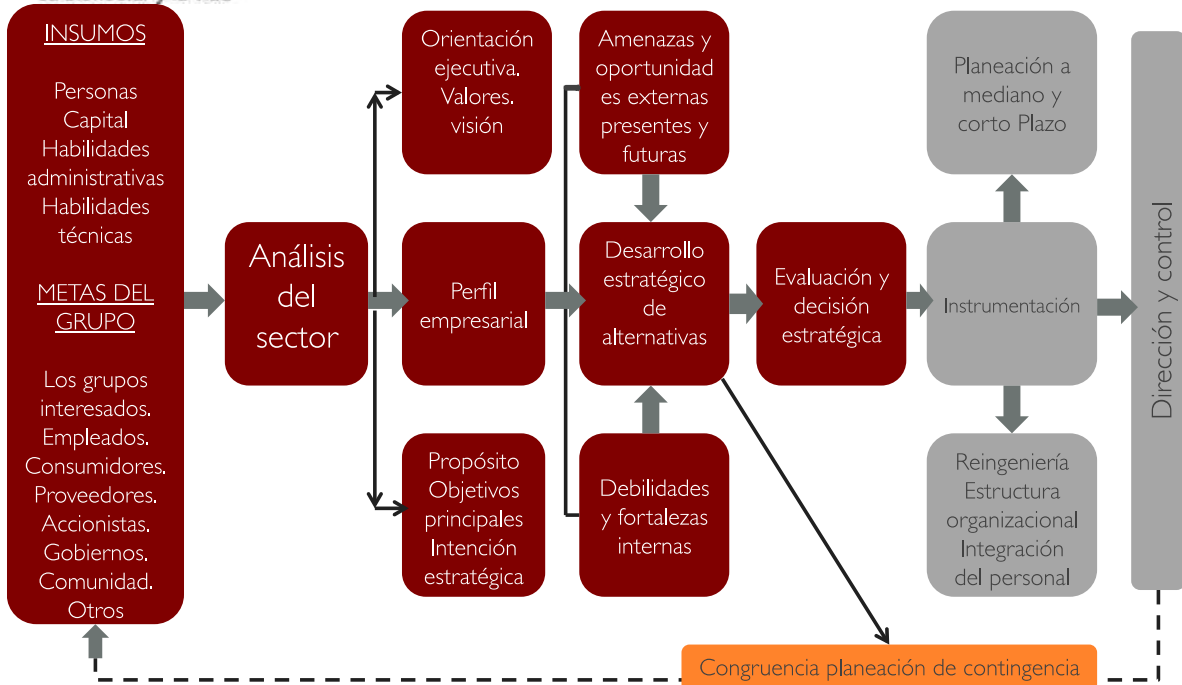 INSUMOS
Personas
Capital
Habilidades
administrativas
Habilidades
técnicas
METAS DEL
GRUPO
Los grupos
interesados.
Empleados.
Consumidores.
Proveedores.
Accionistas.
Gobiernos.
Comunidad.
Otros
Análisis
del
sector
Orientación
ejecutiva.
Valores.
visión
Perfil
empresarial
Propósito
Objetivos
principales
Intención
estratégica
Amenazas y
oportunidad
es externas
presentes y
futuras
Desarrollo
estratégico
de
alternativas
Debilidades
y fortalezas
internas
Evaluación y
decisión
estratégica
Planeación a
mediano y
corto Plazo
Instrumentación
Reingeniería
Estructura
organizacional
Integración
del personal
Dirección y control
Congruencia planeación de contingencia